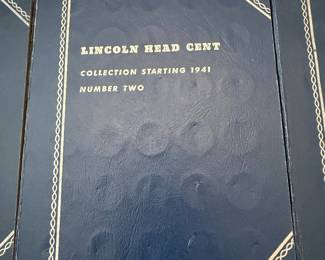 LINCOLN HEAD CENT
COLLECTION STARTING 1941
NUMBER TWO